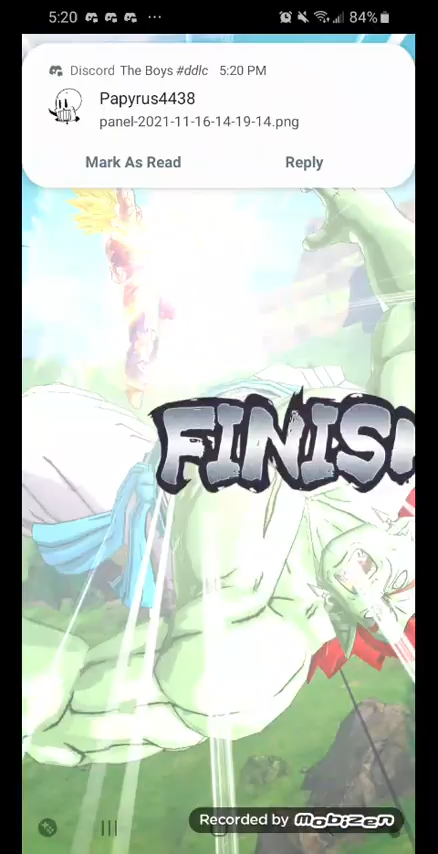 5:20 84%
Discord The Boys #ddlc 5:20 PM
Papyrus4438
panel-2021-11-16-14-19-14.png
Mark As Read Reply
FINIS
Recorded by Mobizen